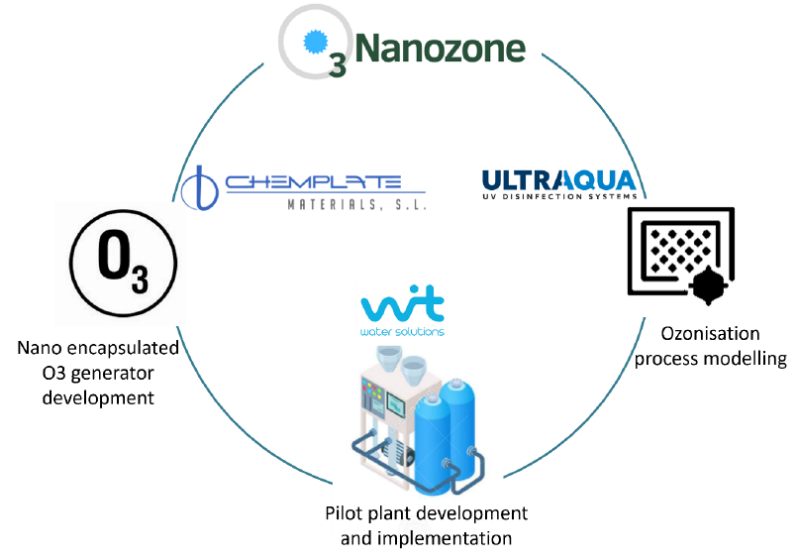 O3 Nanozone
CHEMPLATE
MATERIALS, S.L.
ULTRAQUA
UV DISINFECTION SYSTEMS
O3
Nano encapsulated
O3 generator
development
Ozonisation
process modelling
wit
water solutions
Pilot plant development
and implementation